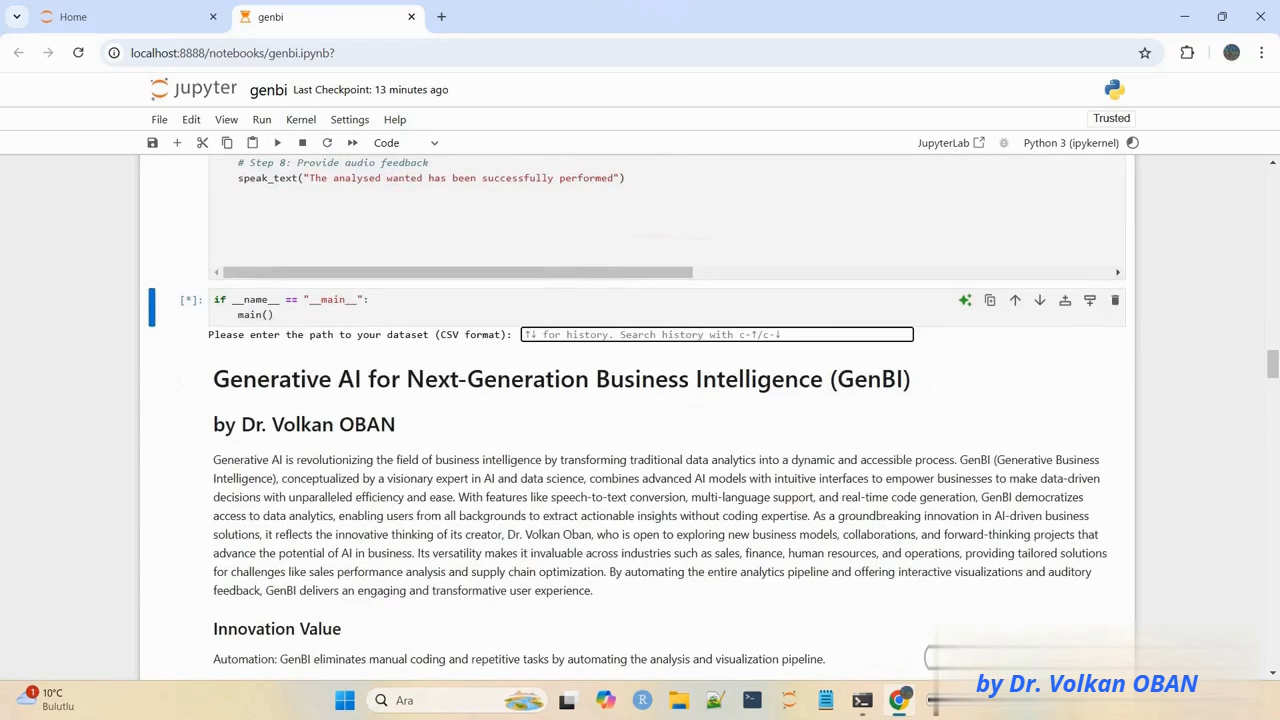 Home
genbi
localhost:8888/notebooks/genbi.ipynb?
jupyter genbi Last Checkpoint: 13 minutes ago
File Edit View Run Kernel Settings Help
Trusted
Code
JupyterLab
Python 3 (ipykernel)
# Step 8: Provide audio feedback
speak_text("The analysed wanted has been successfully performed")
[*]: if __name__ == "__main__":
main()
Please enter the path to your dataset (CSV format): ↑↓ for history. Search history with c-↑/c-↓
Generative AI for Next-Generation Business Intelligence (GenBI)
by Dr. Volkan OBAN
Generative AI is revolutionizing the field of business intelligence by transforming traditional data analytics into a dynamic and accessible process. GenBI (Generative Business
Intelligence), conceptualized by a visionary expert in AI and data science, combines advanced AI models with intuitive interfaces to empower businesses to make data-driven
decisions with unparalleled efficiency and ease. With features like speech-to-text conversion, multi-language support, and real-time code generation, GenBI democratizes
access to data analytics, enabling users from all backgrounds to extract actionable insights without coding expertise. As a groundbreaking innovation in AI-driven business
solutions, it reflects the innovative thinking of its creator, Dr. Volkan Oban, who is open to exploring new business models, collaborations, and forward-thinking projects that
advance the potential of AI in business. Its versatility makes it invaluable across industries such as sales, finance, human resources, and operations, providing tailored solutions
for challenges like sales performance analysis and supply chain optimization. By automating the entire analytics pipeline and offering interactive visualizations and auditory
feedback, GenBI delivers an engaging and transformative user experience.
Innovation Value
Automation: GenBI eliminates manual coding and repetitive tasks by automating the analysis and visualization pipeline.
by Dr. Volkan OBAN
1
10°C
Bulutlu
Ara
R